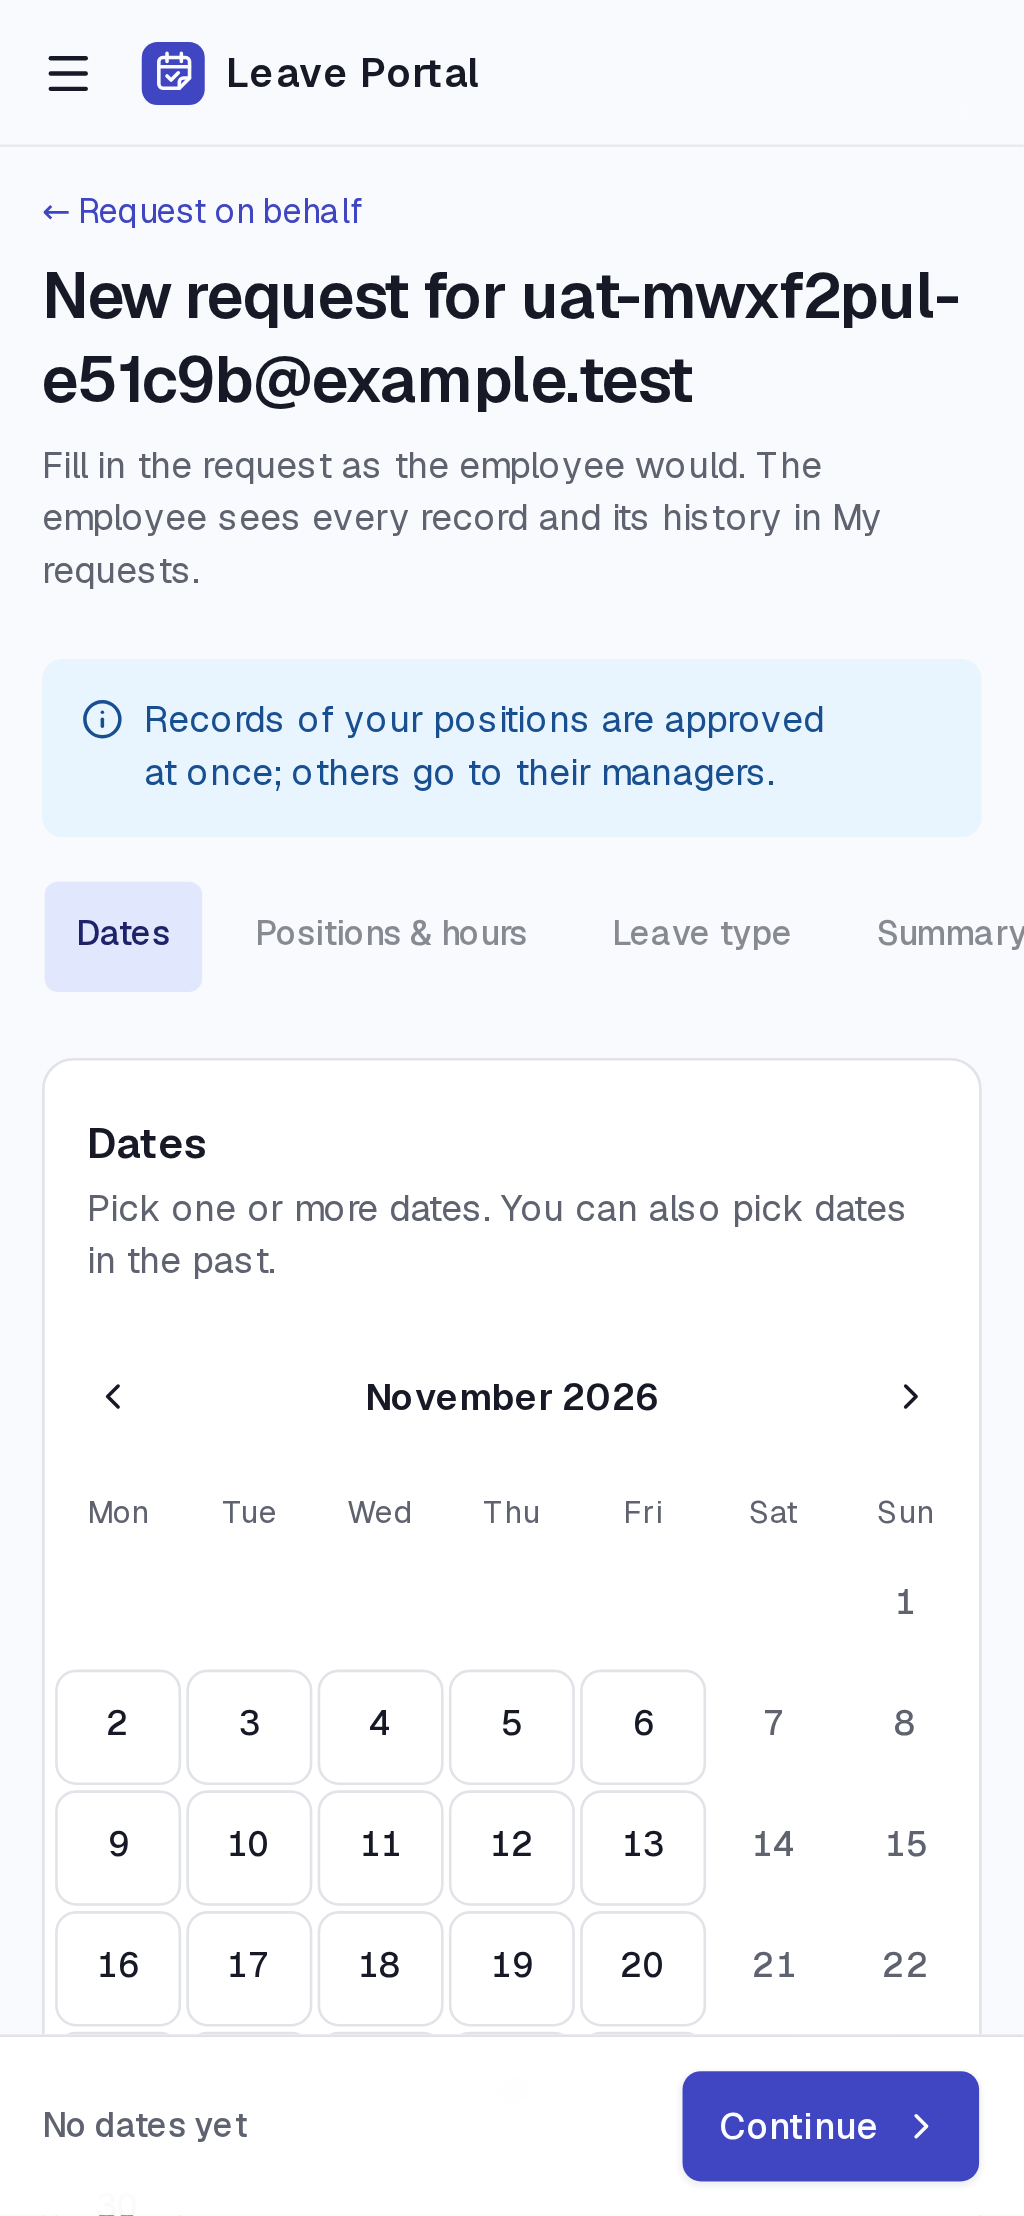 Leave Portal
← Request on behalf
New request for uat-mwxf2pul-
e51c9b@example.test
Fill in the request as the employee would. The
employee sees every record and its history in My
requests.
Records of your positions are approved
at once; others go to their managers.
Dates Positions & hours Leave type Summary
Dates
Pick one or more dates. You can also pick dates
in the past.
November 2026
Mon Tue Wed Thu Fri Sat Sun
1
2 3 4 5 6 7 8
9 10 11 12 13 14 15
16 17 18 19 20 21 22
No dates yet
Continue
30